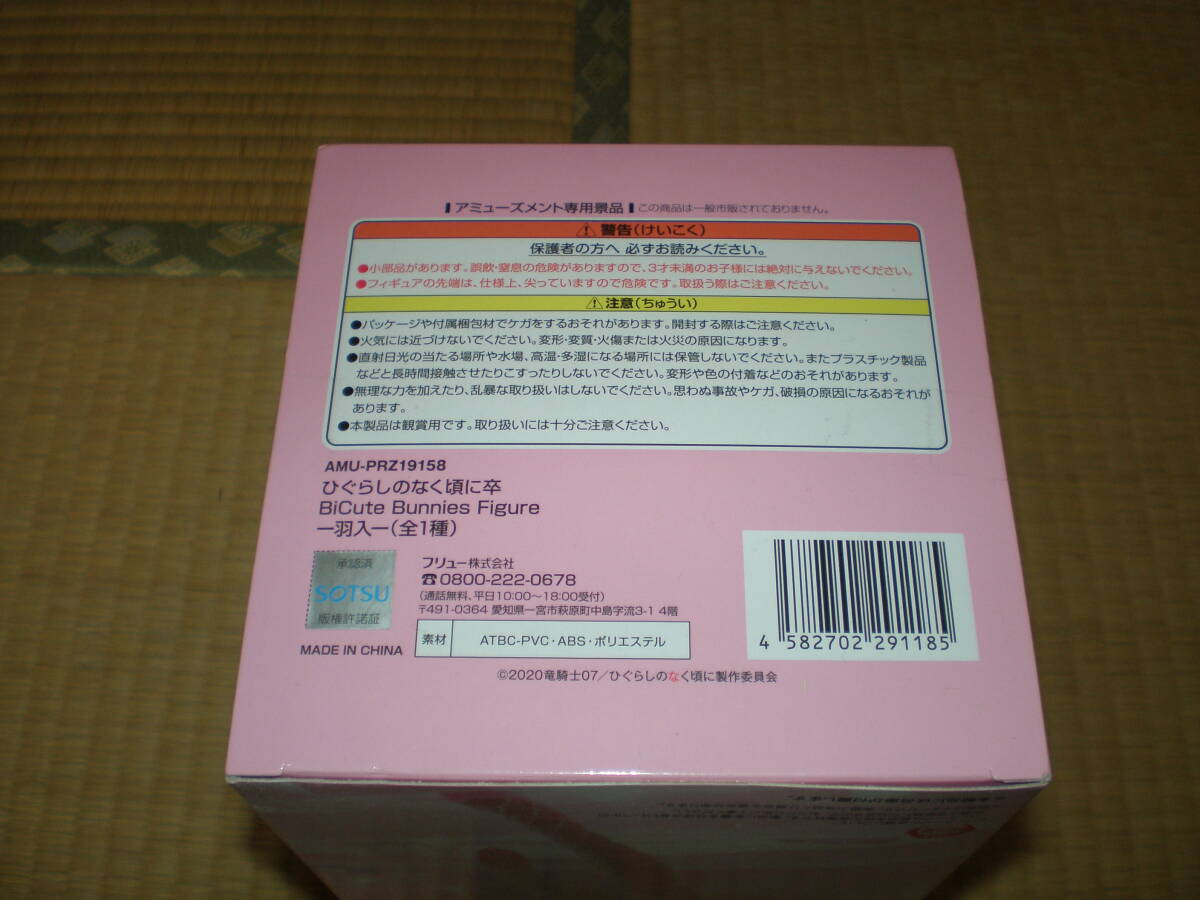 アミューズメント専用景品 この商品は一般市販されておりません。
⚠警告(けいこく)
保護者の方へ 必ずお読みください。
●小部品があります。誤飲・窒息の危険がありますので、3才未満のお子様には絶対に与えないでください。
●フィギュアの先端は、仕様上、尖っていますので危険です。取扱う際はご注意ください。
⚠注意(ちゅうい)
●パッケージや付属梱包材でケガをするおそれがあります。開封する際はご注意ください。
●火気には近づけないでください。変形・変質・火傷または火災の原因になります。
●直射日光の当たる場所や水場、高温・多湿になる場所には保管しないでください。またプラスチック製品
などと長時間接触させたりこすったりしないでください。変形や色の付着などのおそれがあります。
●無理な力を加えたり、乱暴な取り扱いはしないでください。思わぬ事故やケガ、破損の原因になるおそれが
あります。
●本製品は観賞用です。取り扱いには十分ご注意ください。
AMU-PRZ19158
ひぐらしのなく頃に卒
BiCute Bunnies Figure
ー羽入ー(全1種)
承認済
SOTSU
版権許諾証
フリュー株式会社
☎0800-222-0678
(通話無料、平日10:00~18:00受付)
〒491-0364 愛知県一宮市萩原町中島字流3-1 4階
MADE IN CHINA
素材 ATBC-PVC・ABS・ポリエステル
4 582702 291185
©2020竜騎士07/ひぐらしのなく頃に製作委員会